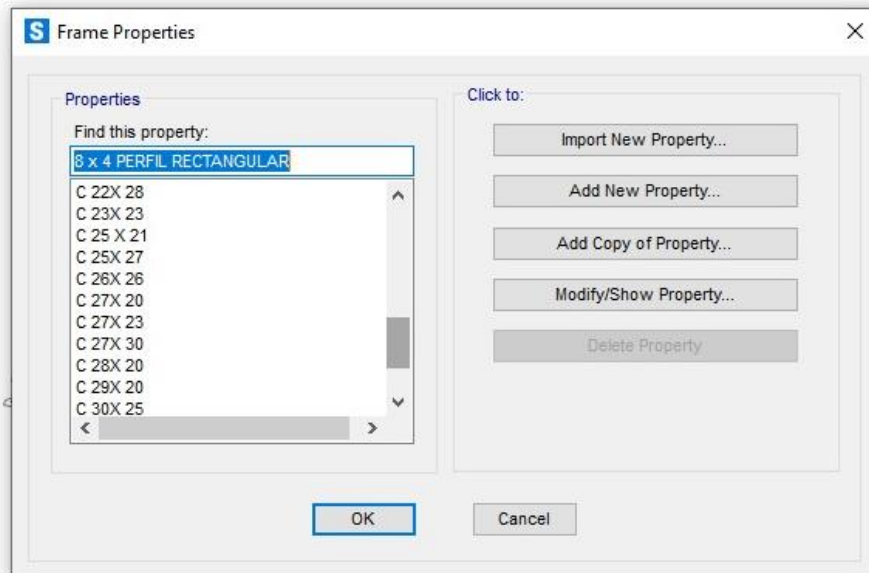 S Frame Properties
Properties
Find this property:
8 x 4 PERFIL RECTANGULAR
C 22X 28
C 23X 23
C 25 X 21
C 25X 27
C 26X 26
C 27X 20
C 27X 23
C 27X 30
C 28X 20
C 29X 20
C 30X 25
Click to:
Import New Property...
Add New Property...
Add Copy of Property...
Modify/Show Property...
Delete Property
OK
Cancel